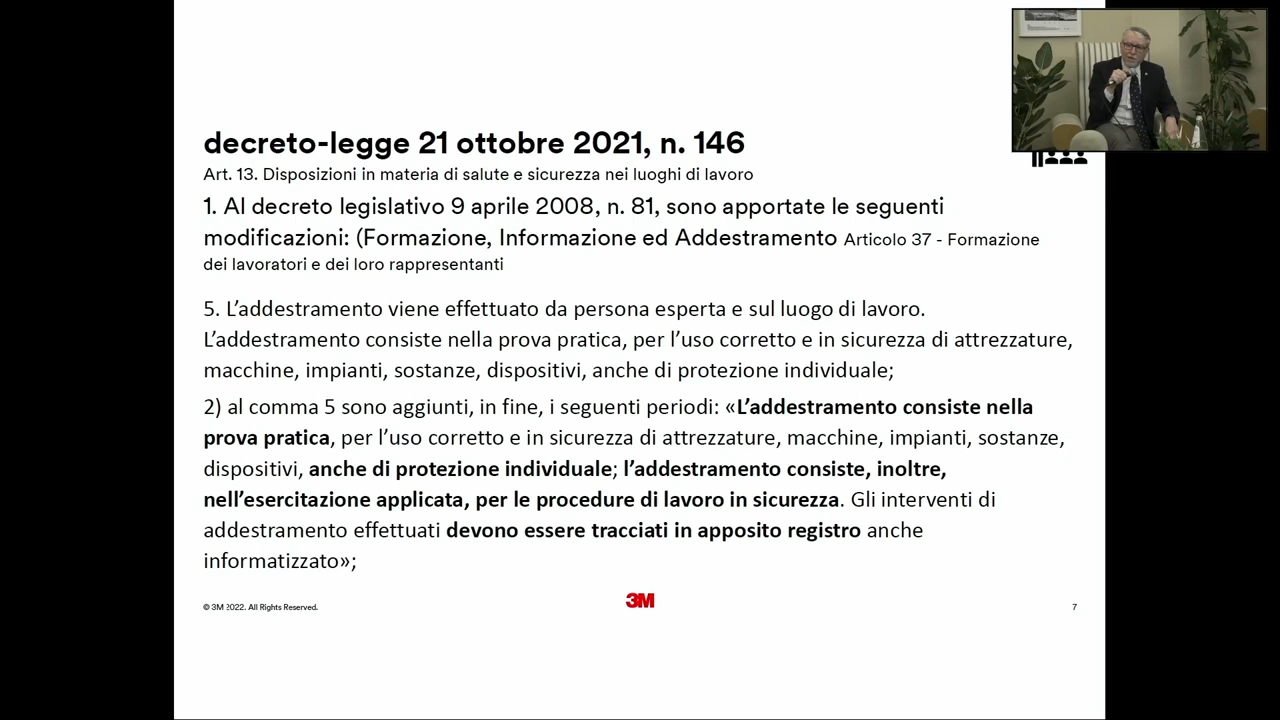 decreto-legge 21 ottobre 2021, n. 146
Art. 13. Disposizioni in materia di salute e sicurezza nei luoghi di lavoro
1. Al decreto legislativo 9 aprile 2008, n. 81, sono apportate le seguenti
modificazioni: (Formazione, Informazione ed Addestramento Articolo 37 - Formazione
dei lavoratori e dei loro rappresentanti
5. L’addestramento viene effettuato da persona esperta e sul luogo di lavoro.
L’addestramento consiste nella prova pratica, per l’uso corretto e in sicurezza di attrezzature,
macchine, impianti, sostanze, dispositivi, anche di protezione individuale;
2) al comma 5 sono aggiunti, in fine, i seguenti periodi: «L’addestramento consiste nella
prova pratica, per l’uso corretto e in sicurezza di attrezzature, macchine, impianti, sostanze,
dispositivi, anche di protezione individuale; l’addestramento consiste, inoltre,
nell’esercitazione applicata, per le procedure di lavoro in sicurezza. Gli interventi di
addestramento effettuati devono essere tracciati in apposito registro anche
informatizzato»;
© 3M 2022. All Rights Reserved.
3M
7